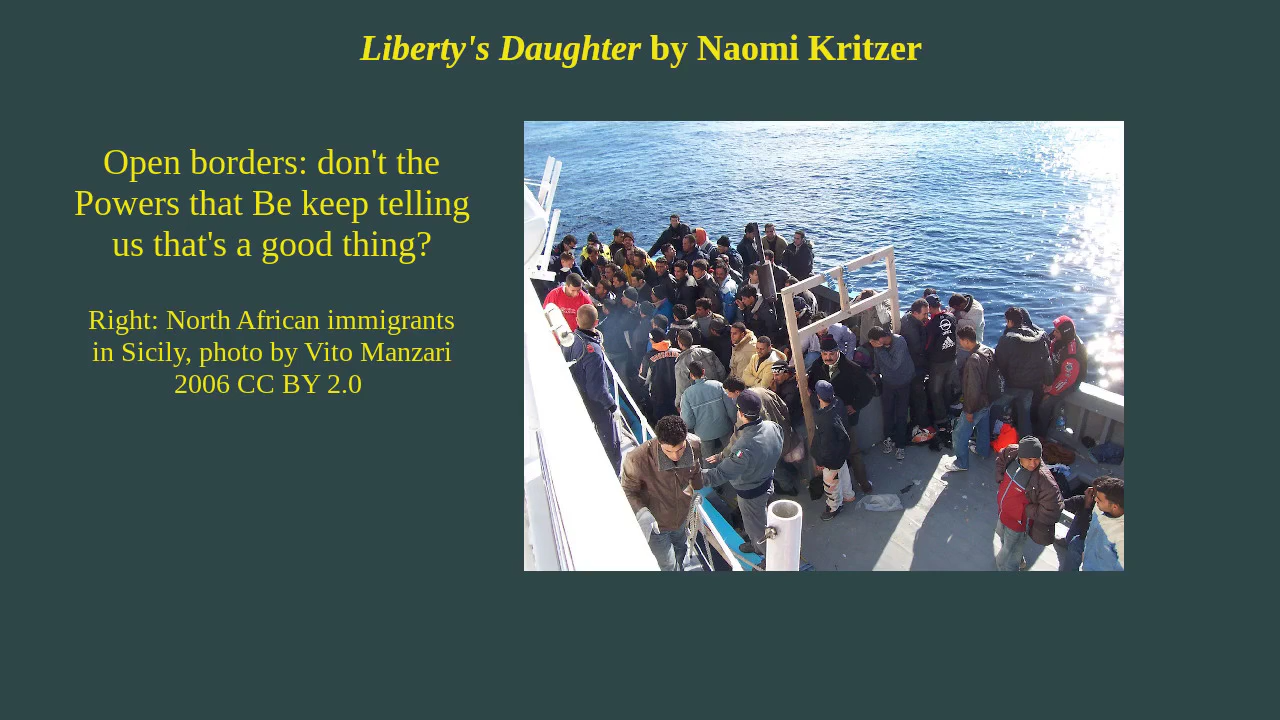 Liberty's Daughter by Naomi Kritzer
Open borders: don't the
Powers that Be keep telling
us that's a good thing?
Right: North African immigrants
in Sicily, photo by Vito Manzari
2006 CC BY 2.0